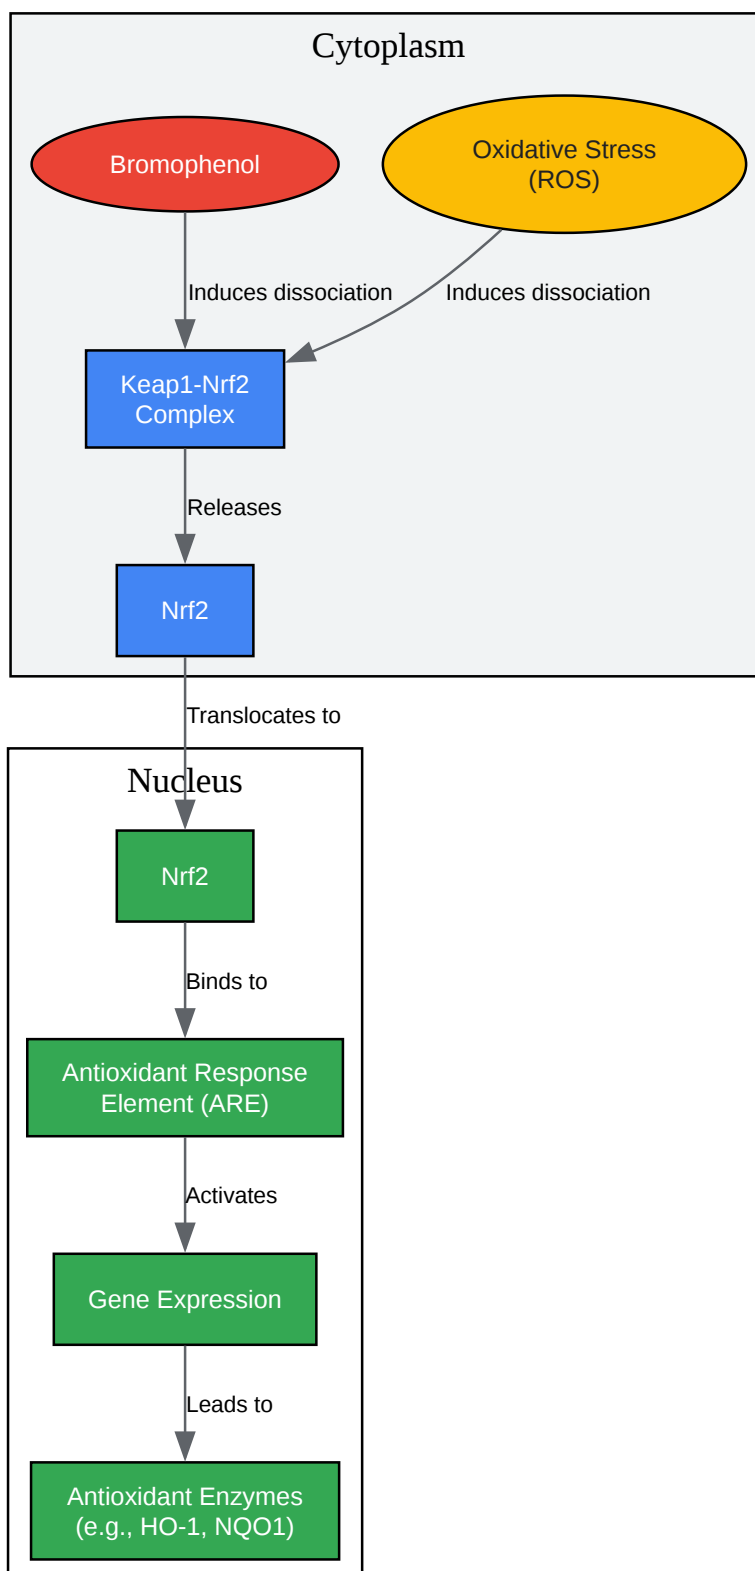 Cytoplasm
Bromophenol
Oxidative Stress
(ROS)
Induces dissociation
Induces dissociation
Keap1-Nrf2
Complex
Releases
Nrf2
Translocates to
Nucleus
Nrf2
Binds to
Antioxidant Response
Element (ARE)
Activates
Gene Expression
Leads to
Antioxidant Enzymes
(e.g., HO-1, NQO1)